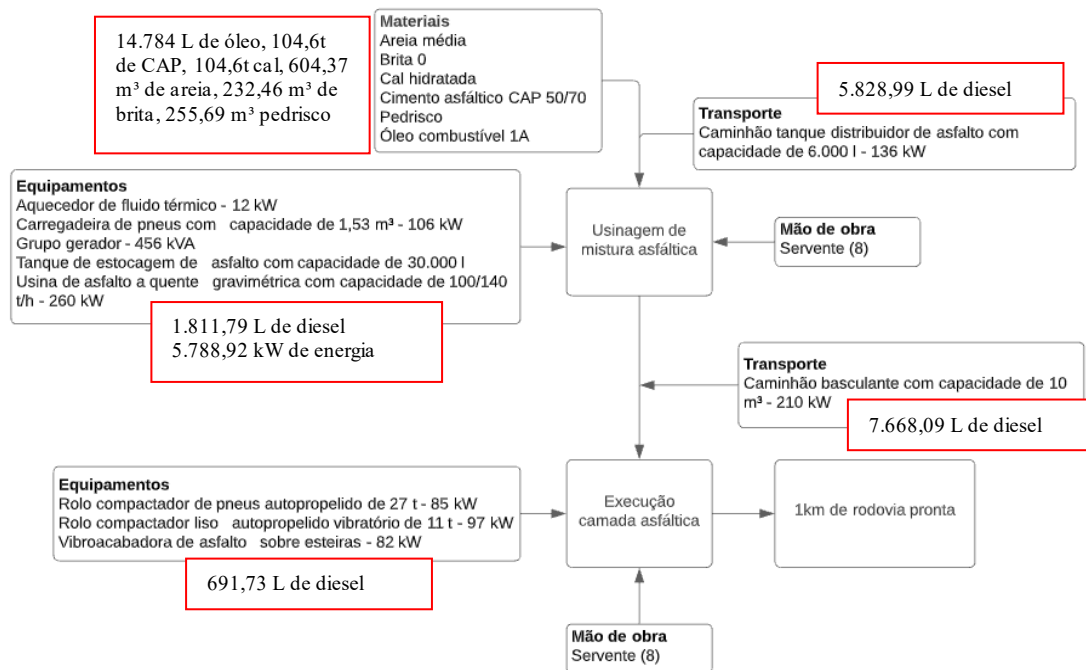 14.784 L de óleo, 104,6t
de CAP, 104,6t cal, 604,37
m³ de areia, 232,46 m³ de
brita, 255,69 m³ pedrisco
Materiais
Areia média
Brita 0
Cal hidratada
Cimento asfáltico CAP 50/70
Pedrisco
Óleo combustível 1A
5.828,99 L de diesel
Transporte
Caminhão tanque distribuidor de asfalto com
capacidade de 6.000 l - 136 kW
Equipamentos
Aquecedor de fluido térmico - 12 kW
Carregadeira de pneus com capacidade de 1,53 m³ - 106 kW
Grupo gerador - 456 kVA
Tanque de estocagem de asfalto com capacidade de 30.000 l
Usina de asfalto a quente gravimétrica com capacidade de 100/140
t/h - 260 kW
1.811,79 L de diesel
5.788,92 kW de energia
Usinagem de
mistura asfáltica
Mão de obra
Servente (8)
Transporte
Caminhão basculante com capacidade de 10
m³ - 210 kW
7.668,09 L de diesel
Equipamentos
Rolo compactador de pneus autopropelido de 27 t - 85 kW
Rolo compactador liso autopropelido vibratório de 11 t - 97 kW
Vibroacabadora de asfalto sobre esteiras - 82 kW
691,73 L de diesel
Execução
camada asfáltica
1km de rodovia pronta
Mão de obra
Servente (8)